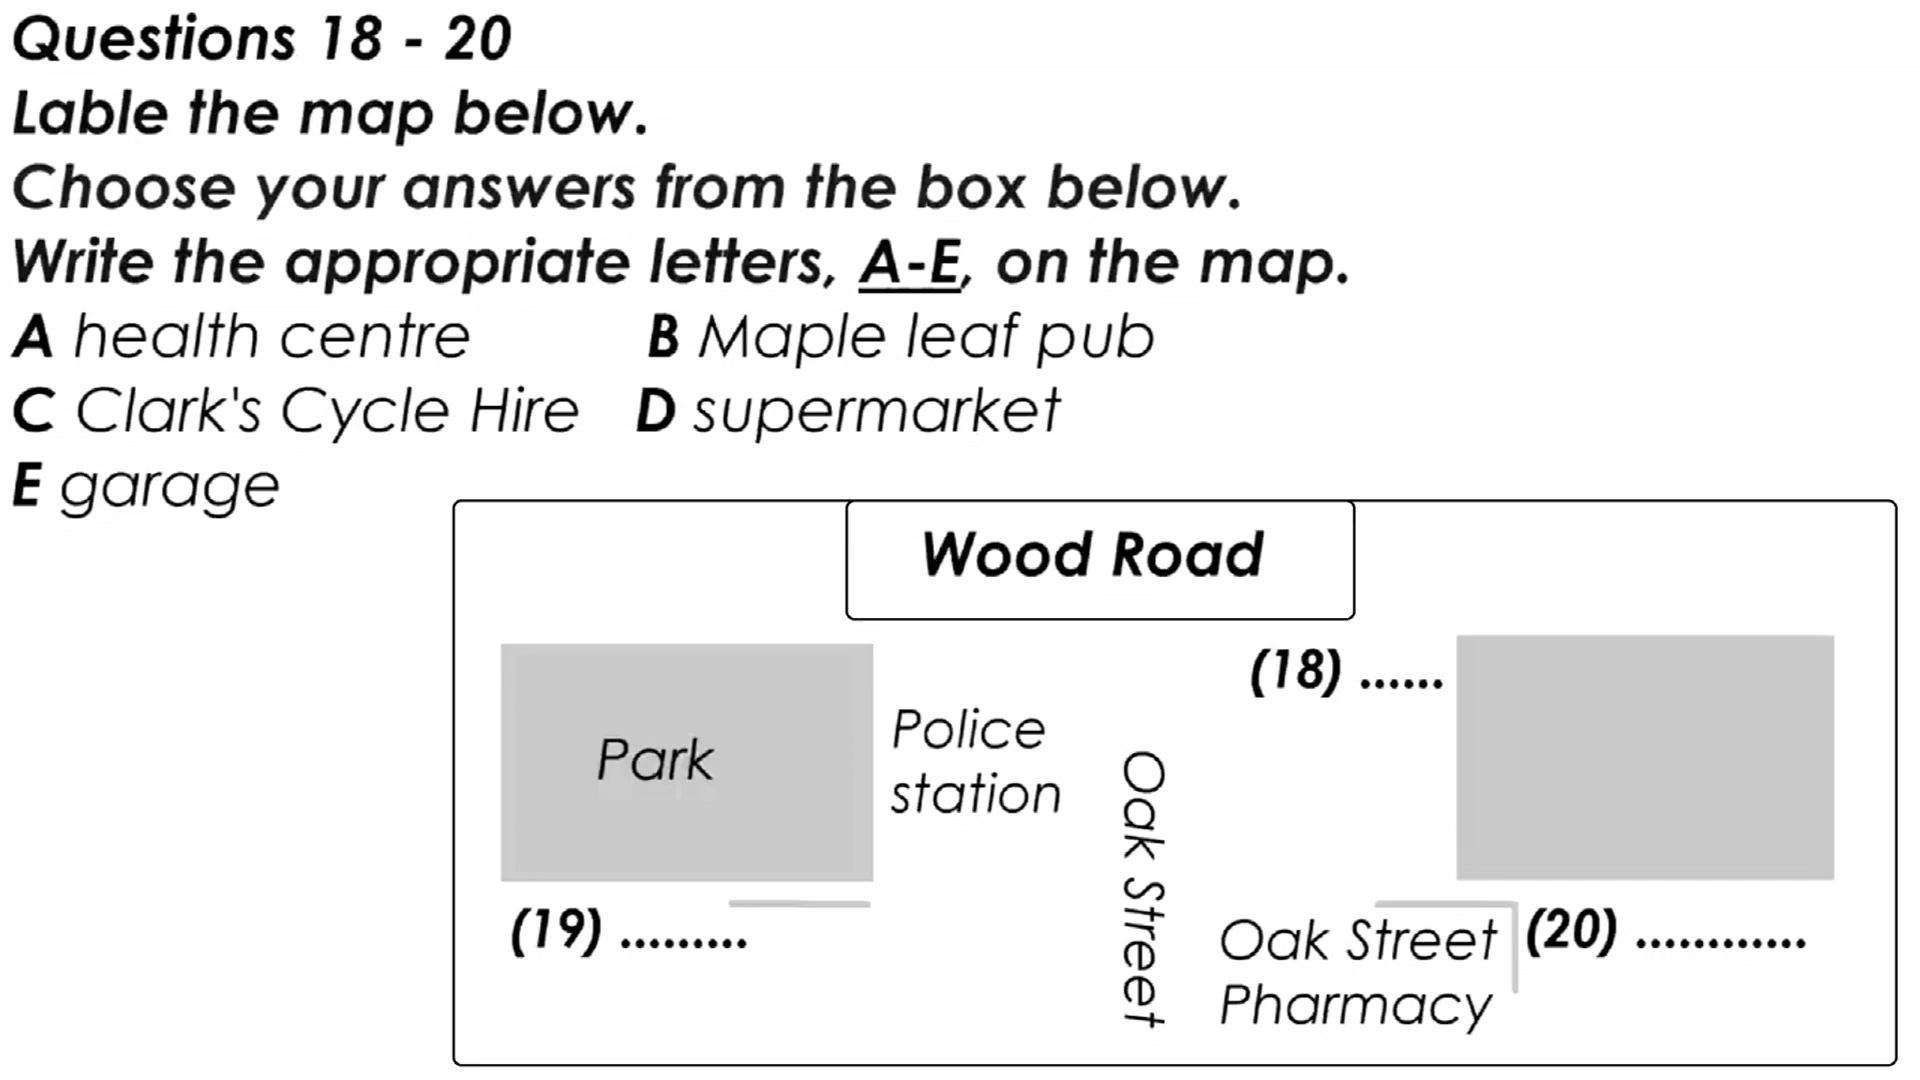 Questions 18 - 20
Lable the map below.
Choose your answers from the box below.
Write the appropriate letters, A-E, on the map.
A health centre B Maple leaf pub
C Clark's Cycle Hire D supermarket
E garage
Wood Road
(18) ......
Park
Police
station
Oak Street
(19) .........
Oak Street
Pharmacy
(20) ............